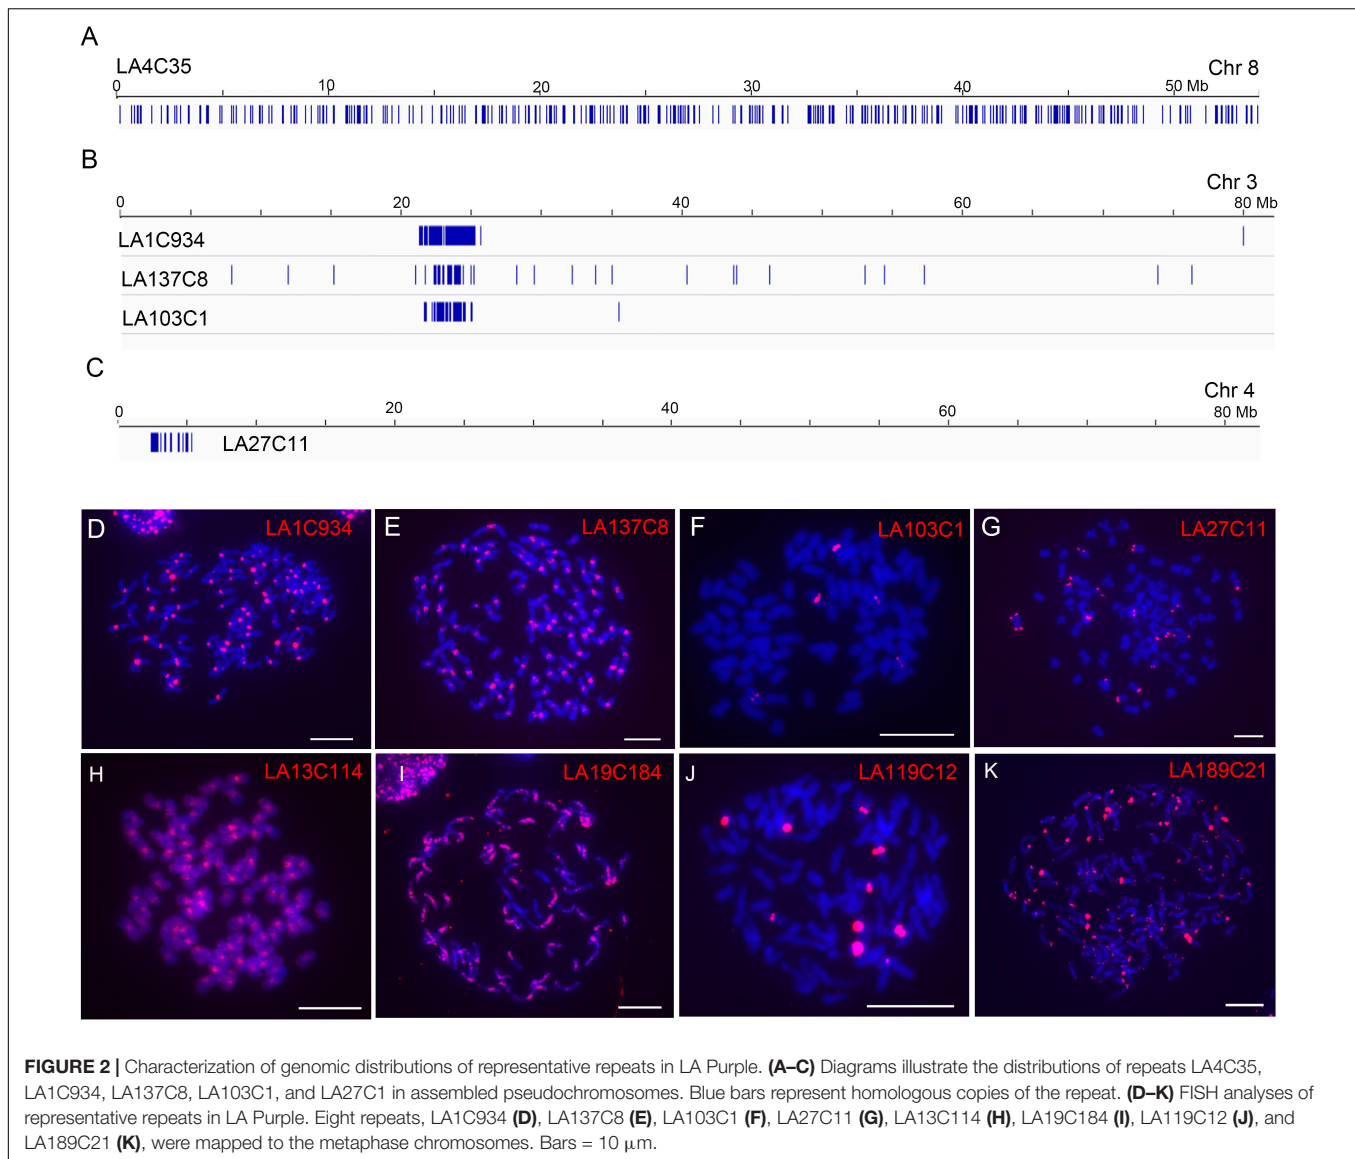 A
LA4C35
Chr 8
0 10 20 30 40 50 Mb
B
Chr 3
0 20 40 60 80 Mb
LA1C934
LA137C8
LA103C1
C
Chr 4
0 20 40 60 80 Mb
LA27C11
D LA1C934 E LA137C8 F LA103C1 G LA27C11
H LA13C114 I LA19C184 J LA119C12 K LA189C21
FIGURE 2 | Characterization of genomic distributions of representative repeats in LA Purple. (A–C) Diagrams illustrate the distributions of repeats LA4C35,
LA1C934, LA137C8, LA103C1, and LA27C1 in assembled pseudochromosomes. Blue bars represent homologous copies of the repeat. (D–K) FISH analyses of
representative repeats in LA Purple. Eight repeats, LA1C934 (D), LA137C8 (E), LA103C1 (F), LA27C11 (G), LA13C114 (H), LA19C184 (I), LA119C12 (J), and
LA189C21 (K), were mapped to the metaphase chromosomes. Bars = 10 μm.